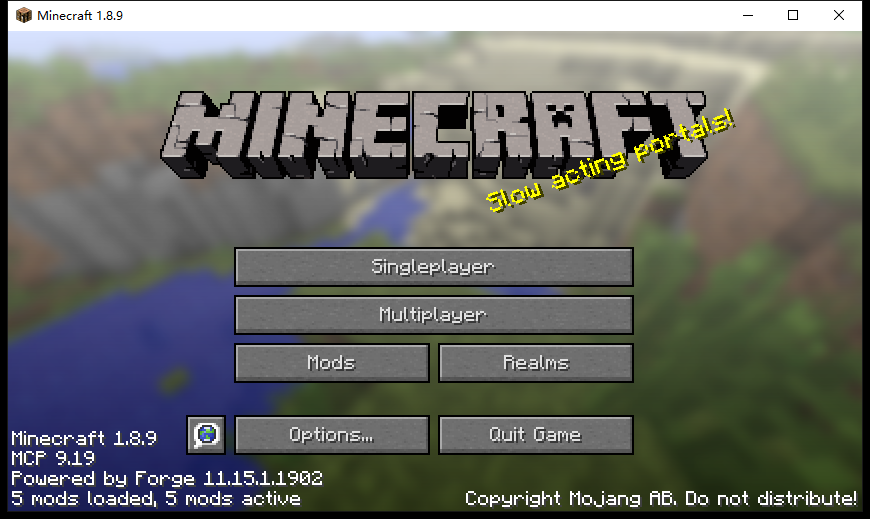 Minecraft 1.8.9
MINECRAFT
Slow acting portals!
Singleplayer
Multiplayer
Mods
Realms
Options...
Quit Game
Minecraft 1.8.9
MCP 9.19
Powered by Forge 11.15.1.1902
5 mods loaded, 5 mods active
Copyright Mojang AB. Do not distribute!